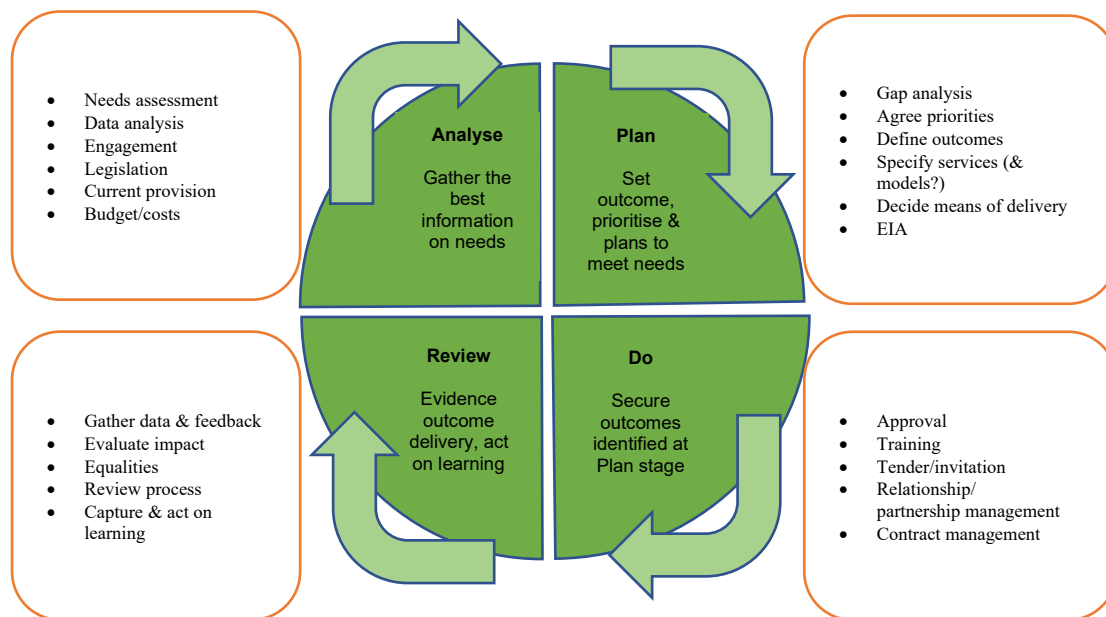 • Needs assessment
• Data analysis
• Engagement
• Legislation
• Current provision
• Budget/costs
Analyse
Gather the
best
information
on needs
Plan
Set
outcome,
prioritise &
plans to
meet needs
• Gap analysis
• Agree priorities
• Define outcomes
• Specify services (&
models?)
• Decide means of delivery
• EIA
• Gather data & feedback
• Evaluate impact
• Equalities
• Review process
• Capture & act on
learning
Review
Evidence
outcome
delivery, act
on learning
Do
Secure
outcomes
identified at
Plan stage
• Approval
• Training
• Tender/invitation
• Relationship/
partnership management
• Contract management